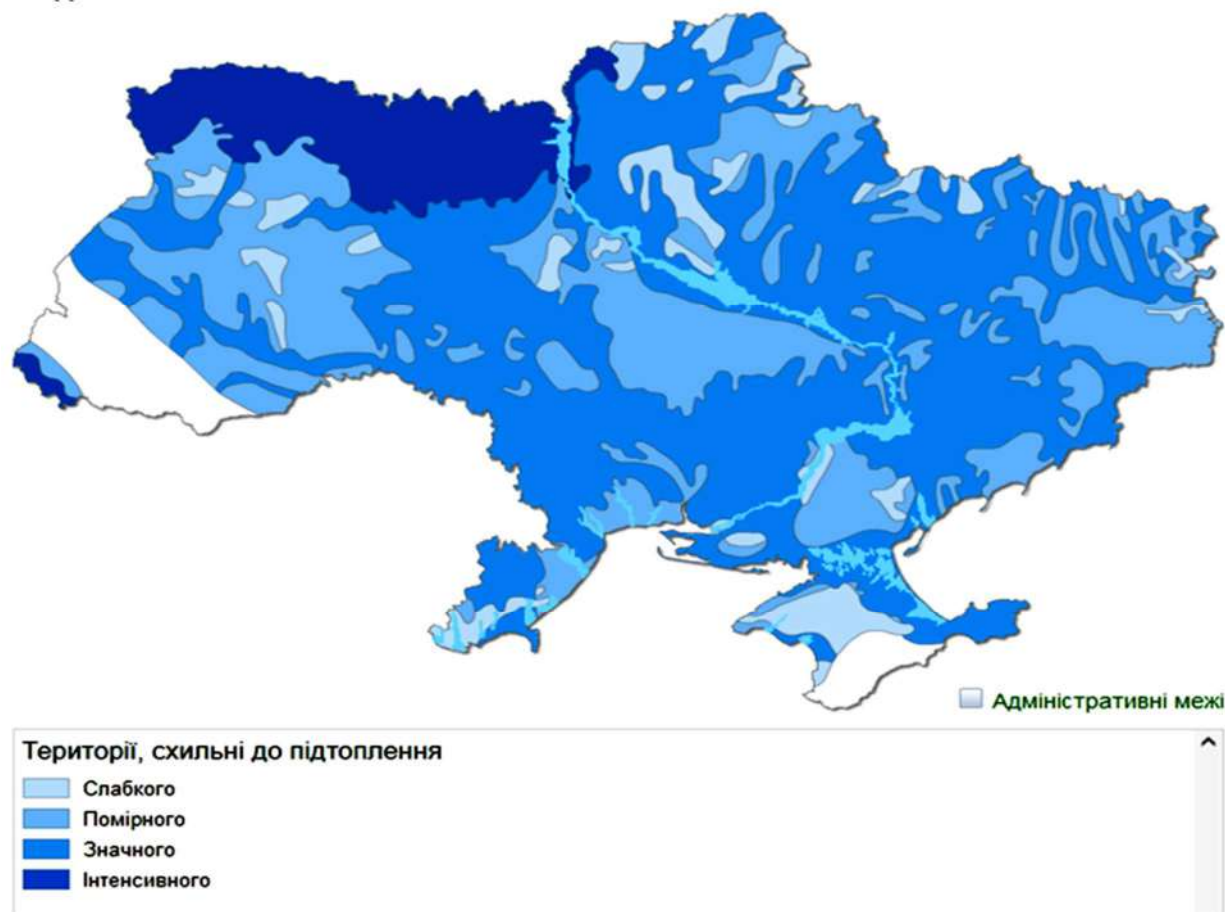 Адміністративні межі
Території, схильні до підтоплення
Слабкого
Помірного
Значного
Інтенсивного